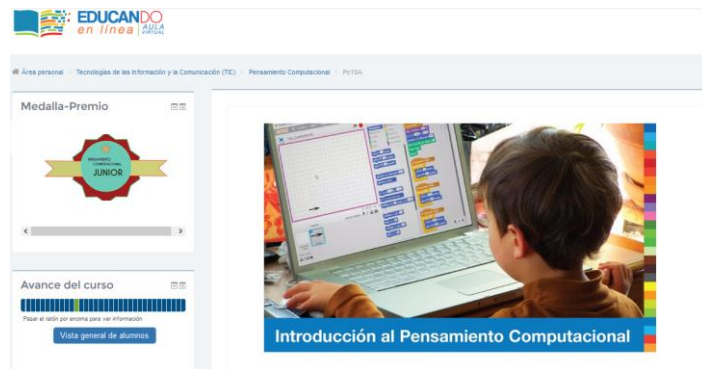 EDUCANDO
en línea AULA
VIRTUAL
Área personal Tecnologías de las Información y la Comunicación (TIC) Pensamiento Computacional Pc10A
Medalla-Premio
PENSAMIENTO
COMPUTACIONAL
JUNIOR
Avance del curso
Pasar el ratón por encima para ver información
Vista general de alumnos
Introducción al Pensamiento Computacional